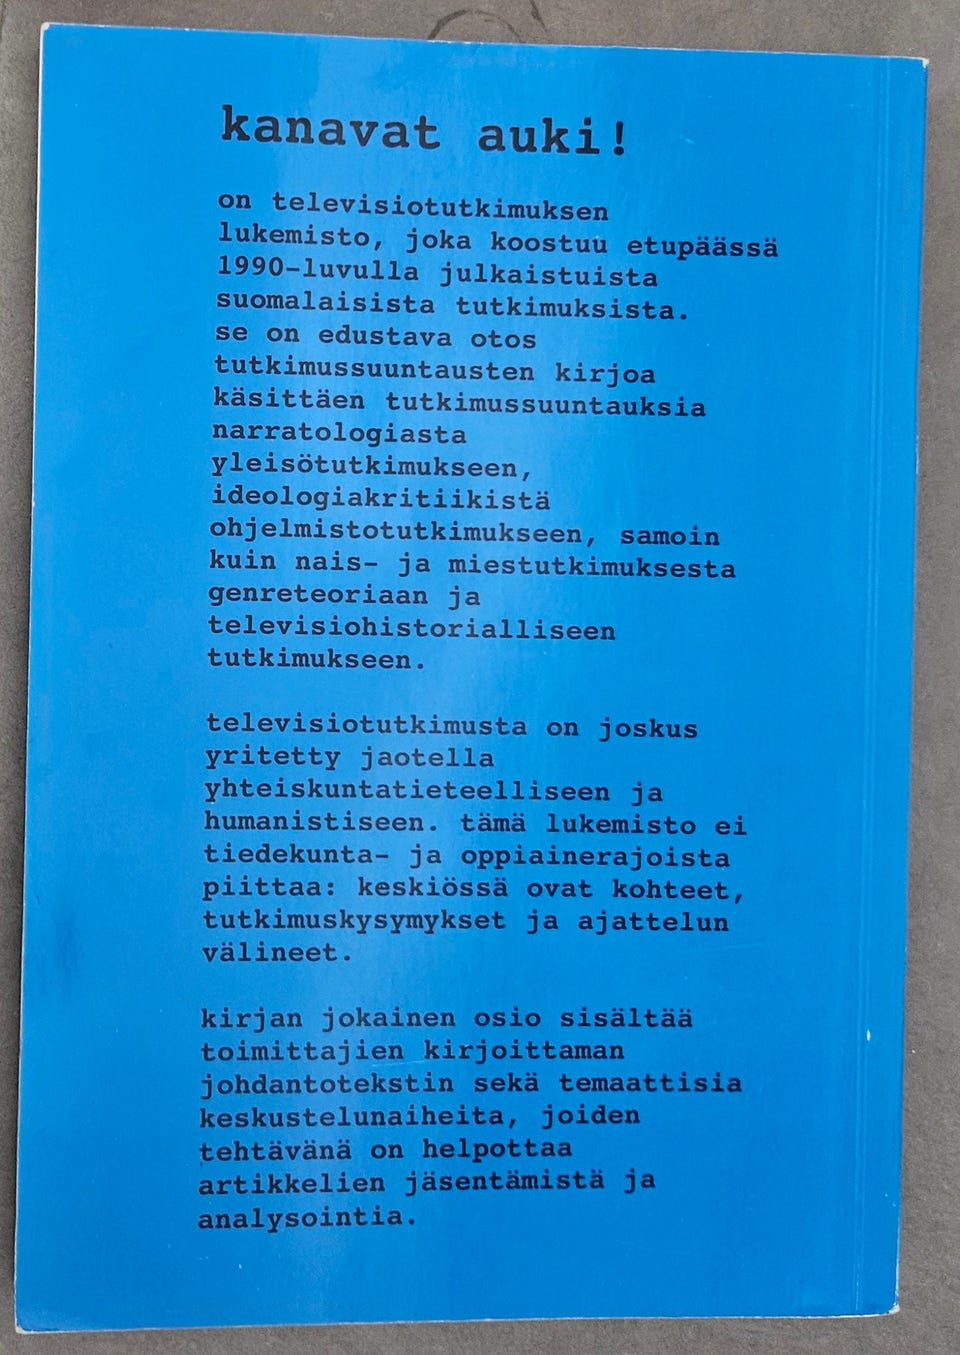 kanavat auki!
on televisiotutkimuksen
lukemisto, joka koostuu etupäässä
1990-luvulla julkaistuista
suomalaisista tutkimuksista.
se on edustava otos
tutkimussuuntausten kirjoa
käsittäen tutkimussuuntauksia
narratologiasta
yleisötutkimukseen,
ideologiakritiikistä
ohjelmistotutkimukseen, samoin
kuin nais- ja miestutkimuksesta
genreteoriaan ja
televisiohistorialliseen
tutkimukseen.
televisiotutkimusta on joskus
yritetty jaotella
yhteiskuntatieteelliseen ja
humanistiseen. tämä lukemisto ei
tiedekunta- ja oppiainerajoista
piittaa: keskiössä ovat kohteet,
tutkimuskysymykset ja ajattelun
välineet.
kirjan jokainen osio sisältää
toimittajien kirjoittaman
johdantotekstin sekä temaattisia
keskustelunaiheita, joiden
tehtävänä on helpottaa
artikkelien jäsentämistä ja
analysointia.